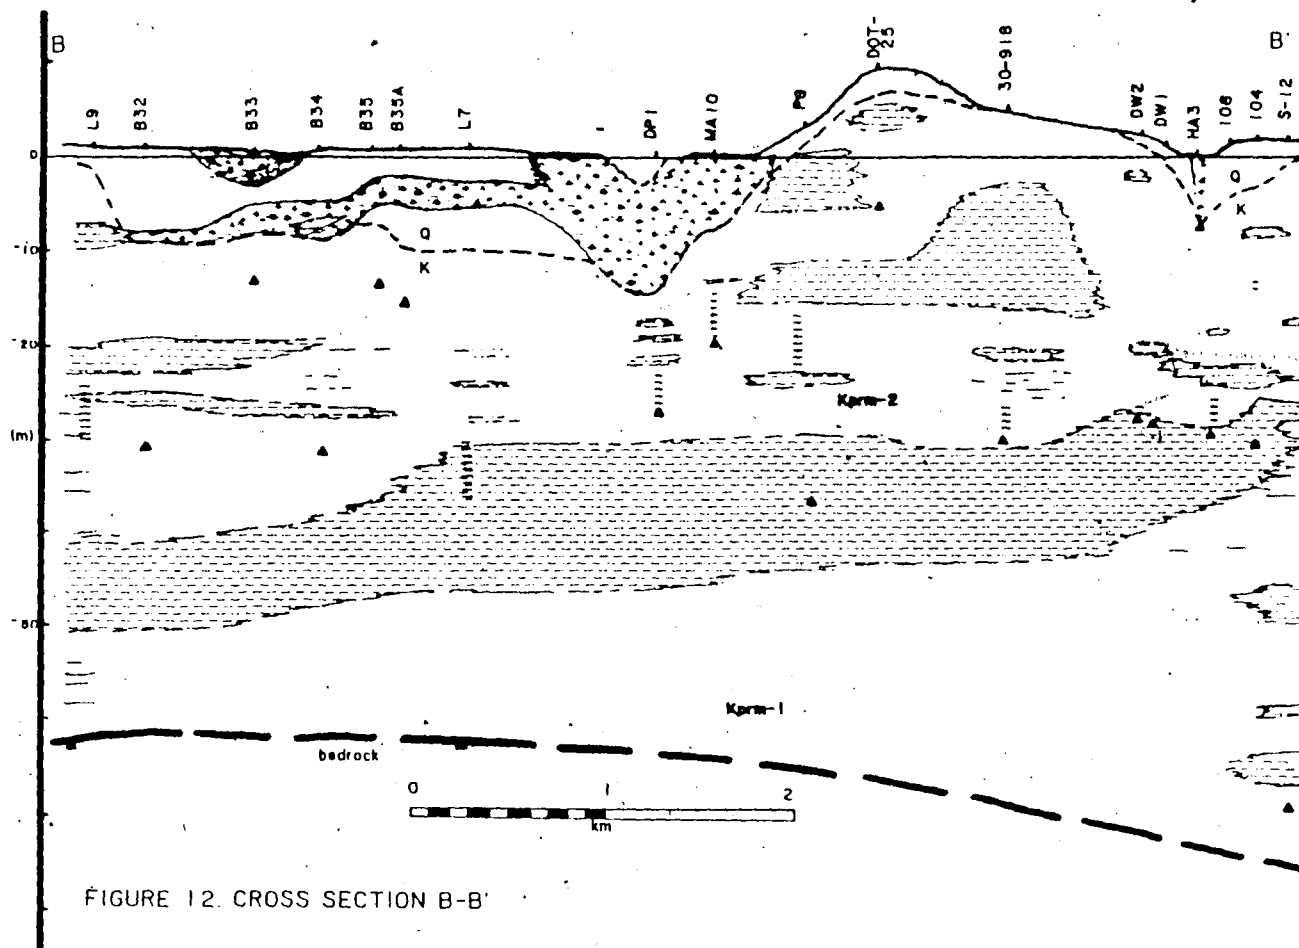 B
B'
L9
B32
B33
B34
B35
B35A
L7
DP1
MA10
P8
DOT-25
30-918
DW2
DW1
HA3
108
104
S-12
0
Q
K
-10
Q
K
-20
Kprm-2
(m)
Kprm-1
bedrock
0 1 2
km
FIGURE 12. CROSS SECTION B-B'